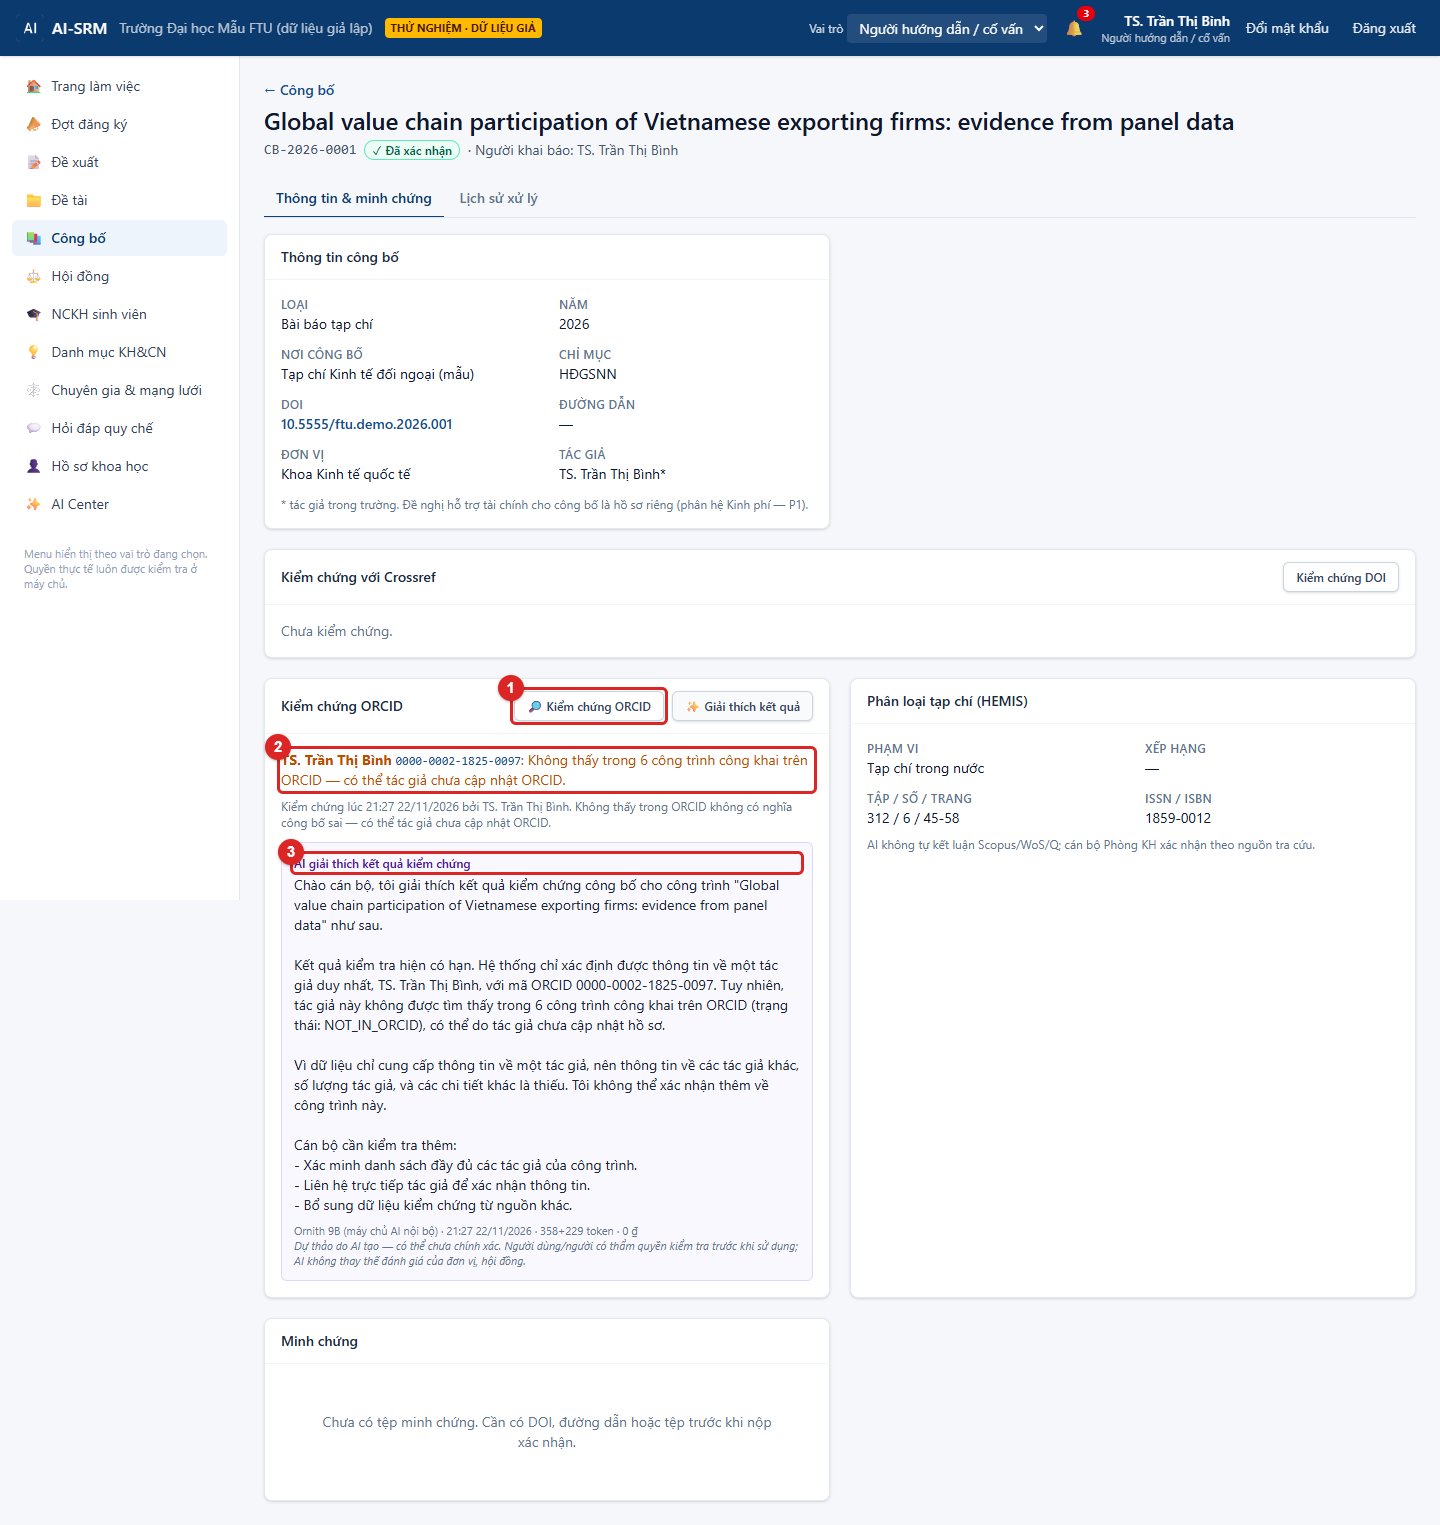 AI AI-SRM Trường Đại học Mẫu FTU (dữ liệu giả lập) THỬ NGHIỆM · DỮ LIỆU GIẢ Vai trò Người hướng dẫn / cố vấn 3 TS. Trần Thị Bình Đổi mật khẩu Đăng xuất
Người hướng dẫn / cố vấn
Trang làm việc
Đợt đăng ký
Đề xuất
Đề tài
Công bố
Hội đồng
NCKH sinh viên
Danh mục KH&CN
Chuyên gia & mạng lưới
Hỏi đáp quy chế
Hồ sơ khoa học
AI Center
Menu hiển thị theo vai trò đang chọn.
Quyền thực tế luôn được kiểm tra ở
máy chủ.
← Công bố
Global value chain participation of Vietnamese exporting firms: evidence from panel data
CB-2026-0001 ✓ Đã xác nhận · Người khai báo: TS. Trần Thị Bình
Thông tin & minh chứng Lịch sử xử lý
Thông tin công bố
LOẠI NĂM
Bài báo tạp chí 2026
NƠI CÔNG BỐ CHỈ MỤC
Tạp chí Kinh tế đối ngoại (mẫu) HĐGSNN
DOI ĐƯỜNG DẪN
10.5555/ftu.demo.2026.001 —
ĐƠN VỊ TÁC GIẢ
Khoa Kinh tế quốc tế TS. Trần Thị Bình*
* tác giả trong trường. Đề nghị hỗ trợ tài chính cho công bố là hồ sơ riêng (phân hệ Kinh phí — P1).
Kiểm chứng với Crossref Kiểm chứng DOI
Chưa kiểm chứng.
Kiểm chứng ORCID 1 Kiểm chứng ORCID Giải thích kết quả
2
TS. Trần Thị Bình 0000-0002-1825-0097: Không thấy trong 6 công trình công khai trên
ORCID — có thể tác giả chưa cập nhật ORCID.
Kiểm chứng lúc 21:27 22/11/2026 bởi TS. Trần Thị Bình. Không thấy trong ORCID không có nghĩa
công bố sai — có thể tác giả chưa cập nhật ORCID.
3
AI giải thích kết quả kiểm chứng
Chào cán bộ, tôi giải thích kết quả kiểm chứng công bố cho công trình "Global
value chain participation of Vietnamese exporting firms: evidence from panel
data" như sau.
Kết quả kiểm tra hiện có hạn. Hệ thống chỉ xác định được thông tin về một tác
giả duy nhất, TS. Trần Thị Bình, với mã ORCID 0000-0002-1825-0097. Tuy nhiên,
tác giả này không được tìm thấy trong 6 công trình công khai trên ORCID (trạng
thái: NOT_IN_ORCID), có thể do tác giả chưa cập nhật hồ sơ.
Vì dữ liệu chỉ cung cấp thông tin về một tác giả, nên thông tin về các tác giả khác,
số lượng tác giả, và các chi tiết khác là thiếu. Tôi không thể xác nhận thêm về
công trình này.
Cán bộ cần kiểm tra thêm:
- Xác minh danh sách đầy đủ các tác giả của công trình.
- Liên hệ trực tiếp tác giả để xác nhận thông tin.
- Bổ sung dữ liệu kiểm chứng từ nguồn khác.
Ornith 9B (máy chủ AI nội bộ) · 21:27 22/11/2026 · 358+229 token · 0 ₫
Dự thảo do AI tạo — có thể chưa chính xác. Người dùng/người có thẩm quyền kiểm tra trước khi sử dụng;
AI không thay thế đánh giá của đơn vị, hội đồng.
Phân loại tạp chí (HEMIS)
PHẠM VI XẾP HẠNG
Tạp chí trong nước —
TẬP / SỐ / TRANG ISSN / ISBN
312 / 6 / 45-58 1859-0012
AI không tự kết luận Scopus/WoS/Q; cán bộ Phòng KH xác nhận theo nguồn tra cứu.
Minh chứng
Chưa có tệp minh chứng. Cần có DOI, đường dẫn hoặc tệp trước khi nộp
xác nhận.